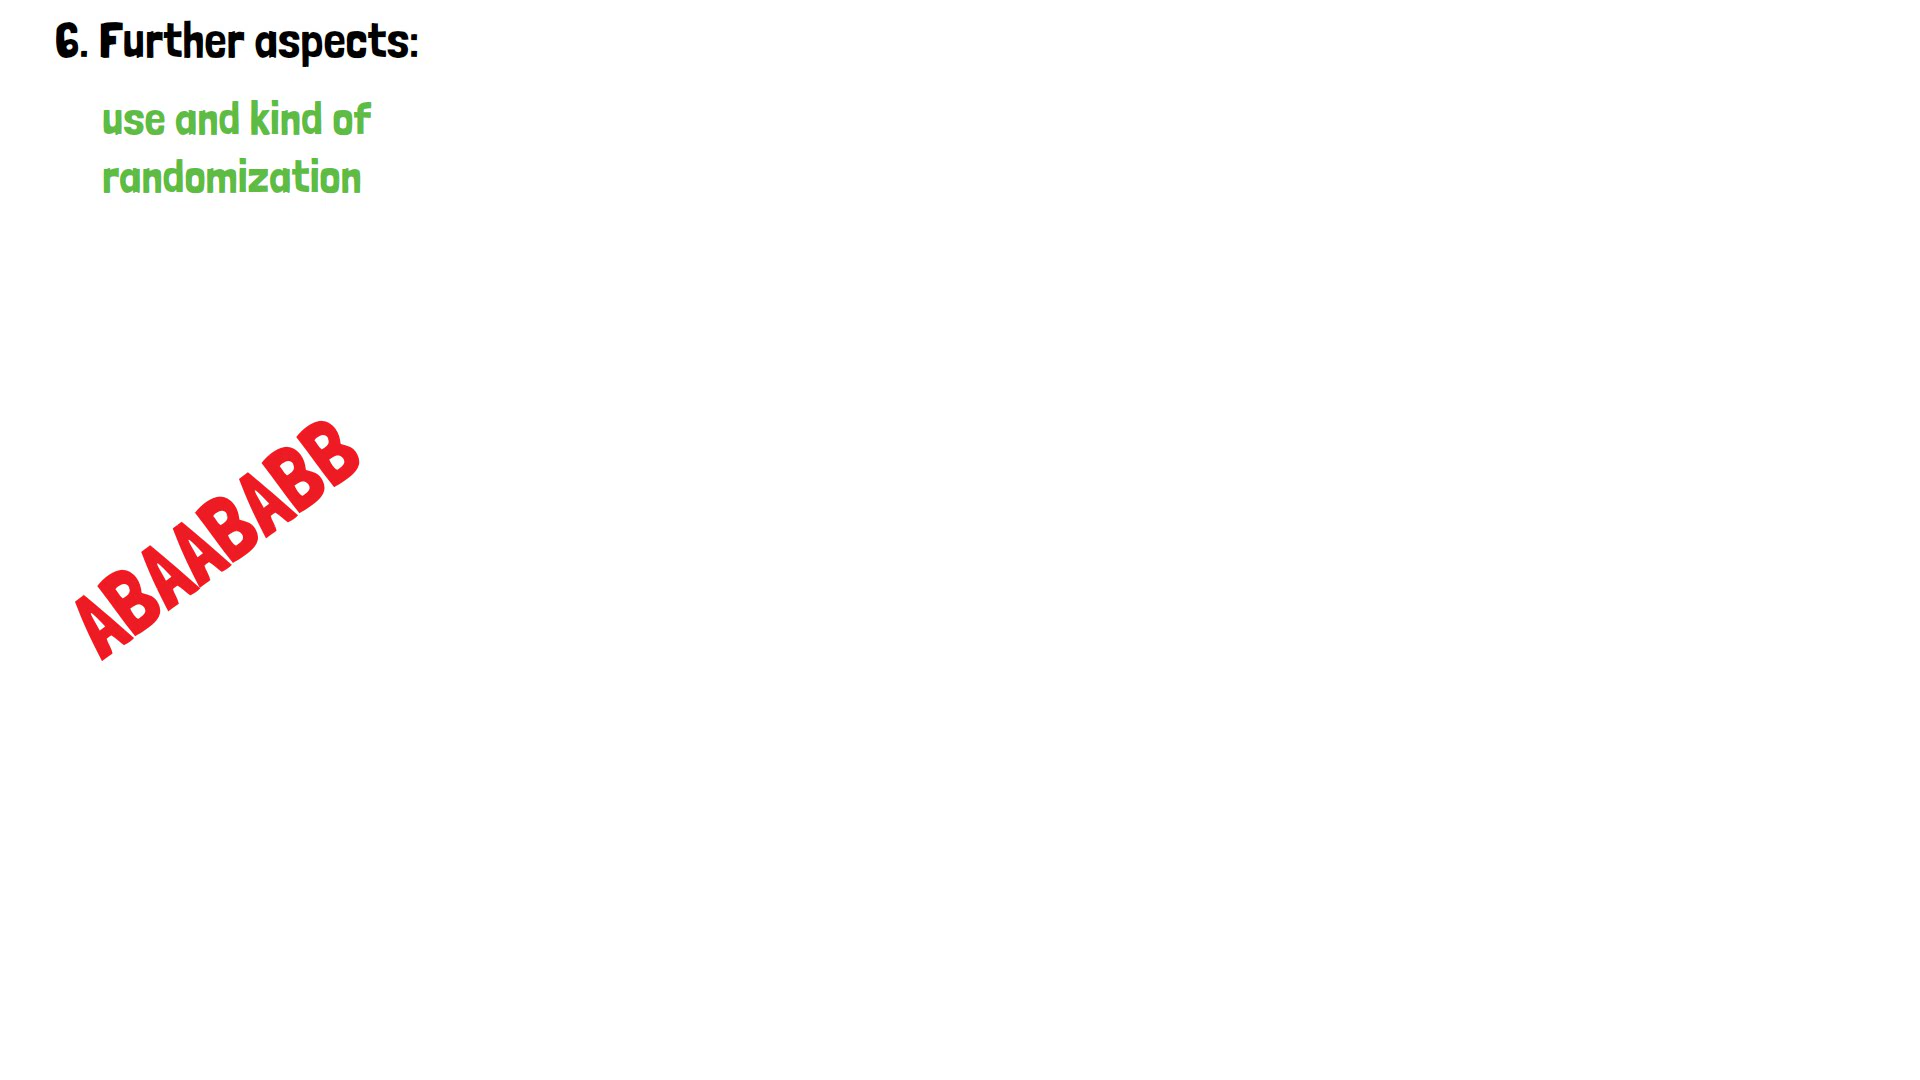 6. Further aspects:
use and kind of
randomization
ABAABABB